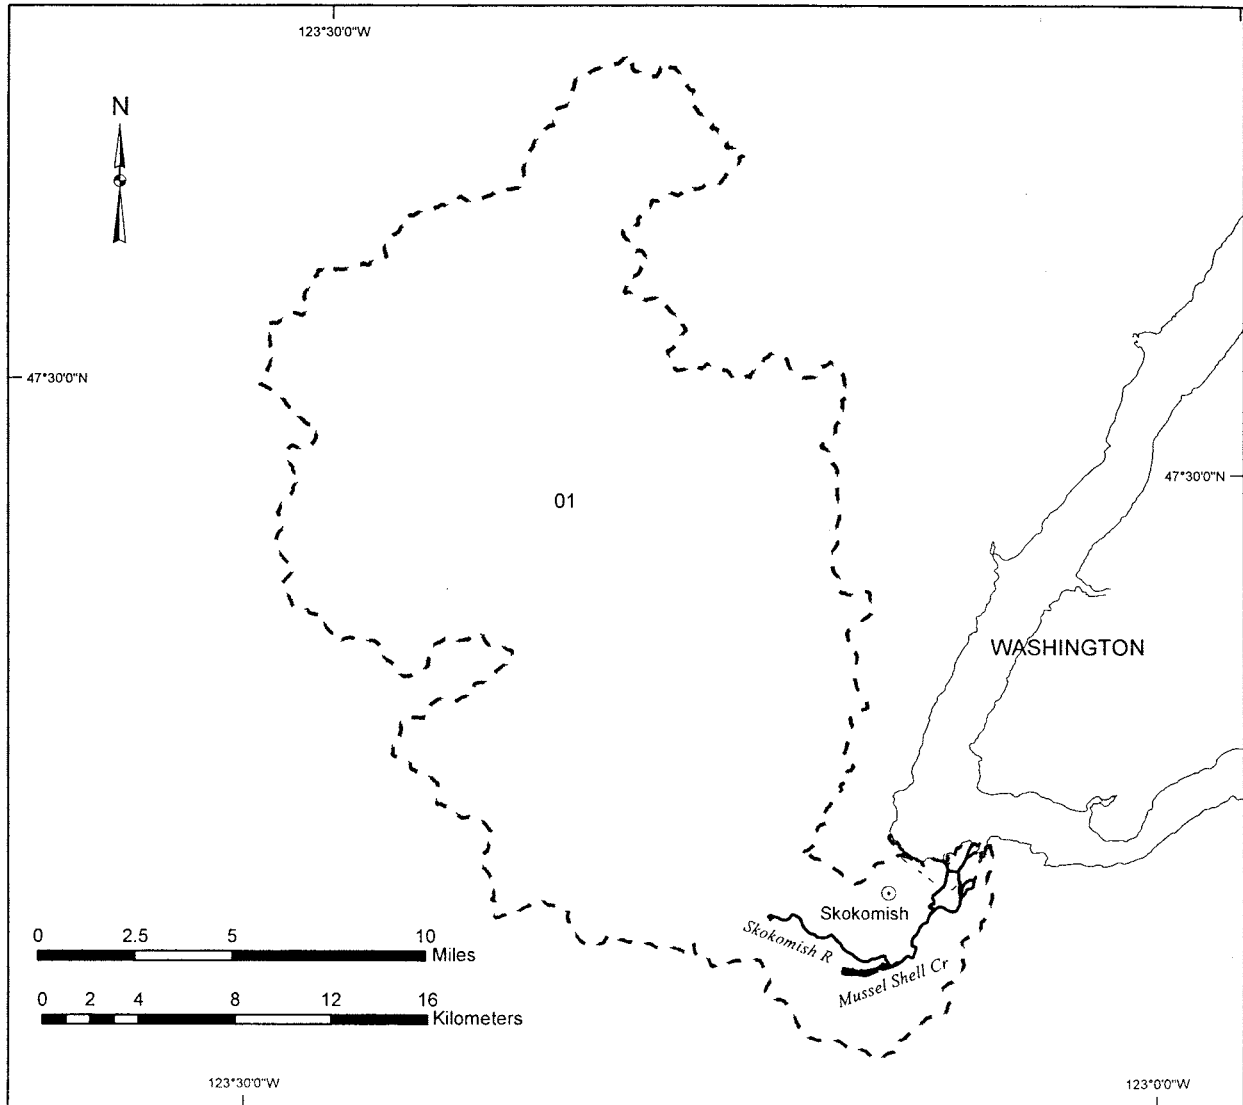 123°30'0"W
N
47°30'0"N
47°30'0"N
01
WASHINGTON
Skokomish
Skokomish R
Mussel Shell Cr
0 2.5 5 10
Miles
0 2 4 8 12 16
Kilometers
123°30'0"W
123°0'0"W